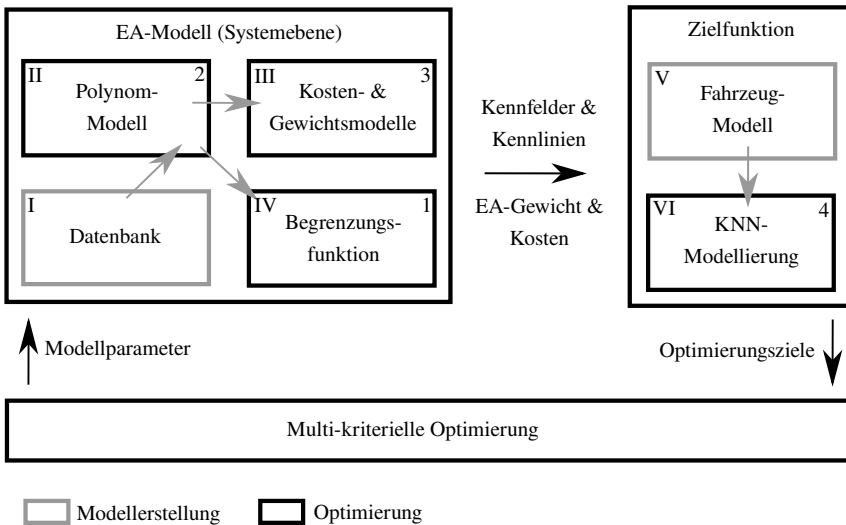 EA-Modell (Systemebene)
II 2
Polynom-
Modell
III 3
Kosten- &
Gewichtsmodelle
I
Datenbank
IV 1
Begrenzungs-
funktion
Kennfelder &
Kennlinien
EA-Gewicht &
Kosten
Zielfunktion
V
Fahrzeug-
Modell
VI 4
KNN-
Modellierung
Modellparameter
Optimierungsziele
Multi-kriterielle Optimierung
Modellerstellung
Optimierung